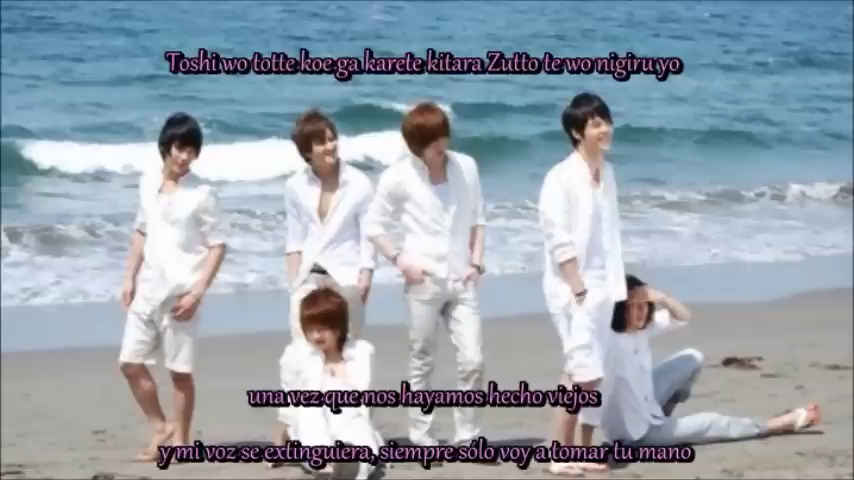 Toshi wo totte koe ga karete kitara Zutto te wo nigiru yo
una vez que nos hayamos hecho viejos
y mi voz se extinguiera, siempre sólo voy a tomar tu mano